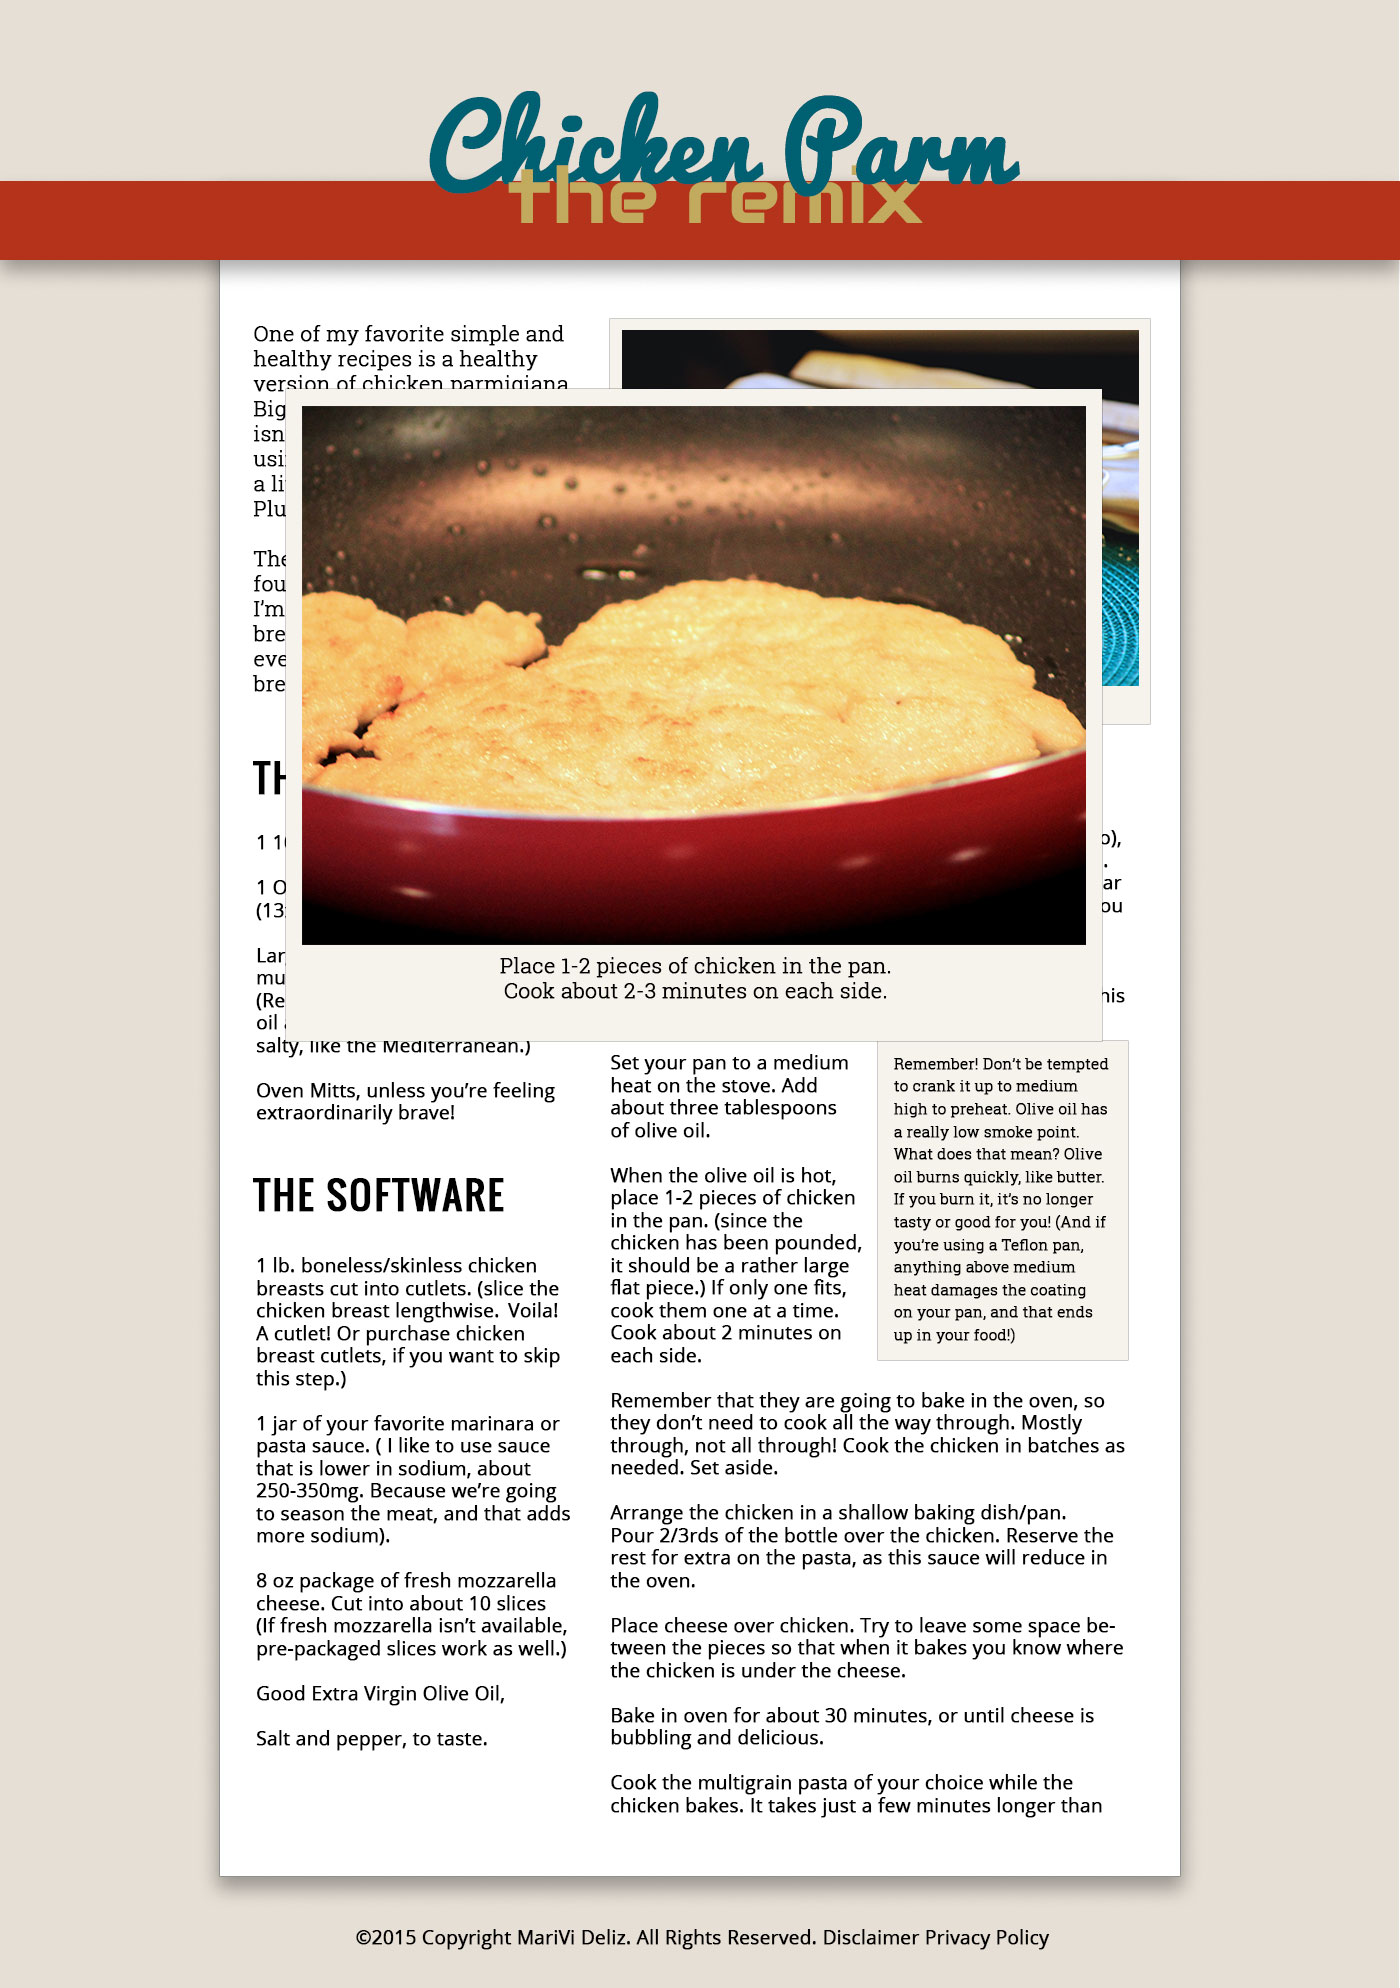 Chicken Parm
the remix
One of my favorite simple and
healthy recipes is a healthy
version of chicken parmigiana
Big
a
The
I'm
1
1
(13
salty, like the Mediterranean.)
Oven Mitts, unless you’re feeling
extraordinarily brave!
THE SOFTWARE
1 lb. boneless/skinless chicken
breasts cut into cutlets. (slice the
chicken breast lengthwise. Voila!
A cutlet! Or purchase chicken
breast cutlets, if you want to skip
this step.)
1 jar of your favorite marinara or
pasta sauce. ( I like to use sauce
that is lower in sodium, about
250-350mg. Because we’re going
to season the meat, and that adds
more sodium).
8 oz package of fresh mozzarella
cheese. Cut into about 10 slices
(If fresh mozzarella isn’t available,
pre-packaged slices work as well.)
Good Extra Virgin Olive Oil,
Salt and pepper, to taste.
Place 1-2 pieces of chicken in the pan.
Cook about 2-3 minutes on each side.
Set your pan to a medium
heat on the stove. Add
about three tablespoons
of olive oil.
When the olive oil is hot,
place 1-2 pieces of chicken
in the pan. (since the
chicken has been pounded,
it should be a rather large
flat piece.) If only one fits,
cook them one at a time.
Cook about 2 minutes on
each side.
Remember! Don’t be tempted
to crank it up to medium
high to preheat. Olive oil has
a really low smoke point.
What does that mean? Olive
oil burns quickly, like butter.
If you burn it, it’s no longer
tasty or good for you! (And if
you’re using a Teflon pan,
anything above medium
heat damages the coating
on your pan, and that ends
up in your food!)
Remember that they are going to bake in the oven, so
they don’t need to cook all the way through. Mostly
through, not all through! Cook the chicken in batches as
needed. Set aside.
Arrange the chicken in a shallow baking dish/pan.
Pour 2/3rds of the bottle over the chicken. Reserve the
rest for extra on the pasta, as this sauce will reduce in
the oven.
Place cheese over chicken. Try to leave some space be-
tween the pieces so that when it bakes you know where
the chicken is under the cheese.
Bake in oven for about 30 minutes, or until cheese is
bubbling and delicious.
Cook the multigrain pasta of your choice while the
chicken bakes. It takes just a few minutes longer than
©2015 Copyright MariVi Deliz. All Rights Reserved. Disclaimer Privacy Policy